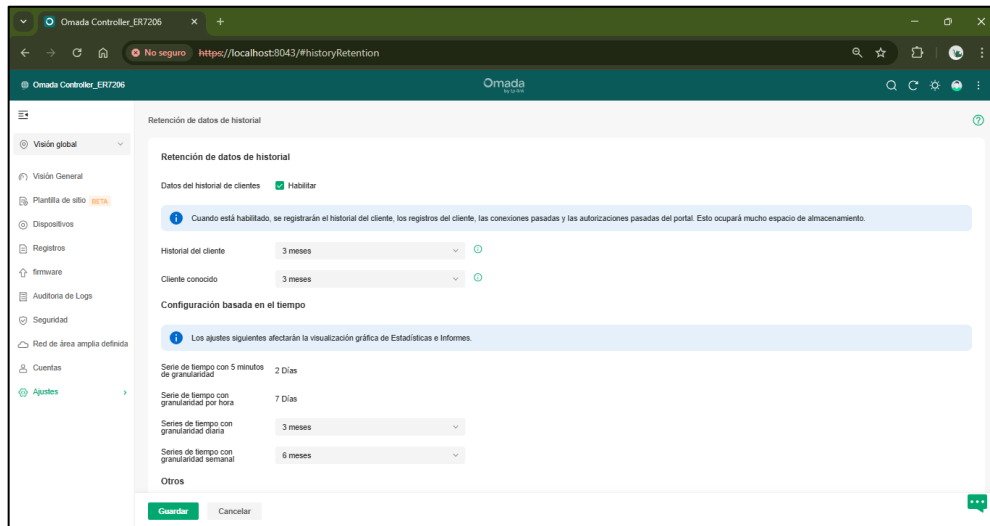 Omada Controller_ER7206
No seguro https://localhost:8043/#historyRetention
Omada Controller_ER7206
Omada
by tp-link
Visión global
Visión General
Plantilla de sitio BETA
Dispositivos
Registros
firmware
Auditoria de Logs
Seguridad
Red de área amplia definida
Cuentas
Ajustes
Retención de datos de historial
Retención de datos de historial
Datos del historial de clientes Habilitar
Cuando está habilitado, se registrarán el historial del cliente, los registros del cliente, las conexiones pasadas y las autorizaciones pasadas del portal. Esto ocupará mucho espacio de almacenamiento.
Historial del cliente 3 meses
Cliente conocido 3 meses
Configuración basada en el tiempo
Los ajustes siguientes afectarán la visualización gráfica de Estadísticas e Informes.
Serie de tiempo con 5 minutos
de granularidad
2 Días
Serie de tiempo con
granularidad por hora
7 Días
Series de tiempo con
granularidad diaria
3 meses
Series de tiempo con
granularidad semanal
6 meses
Otros
Guardar Cancelar